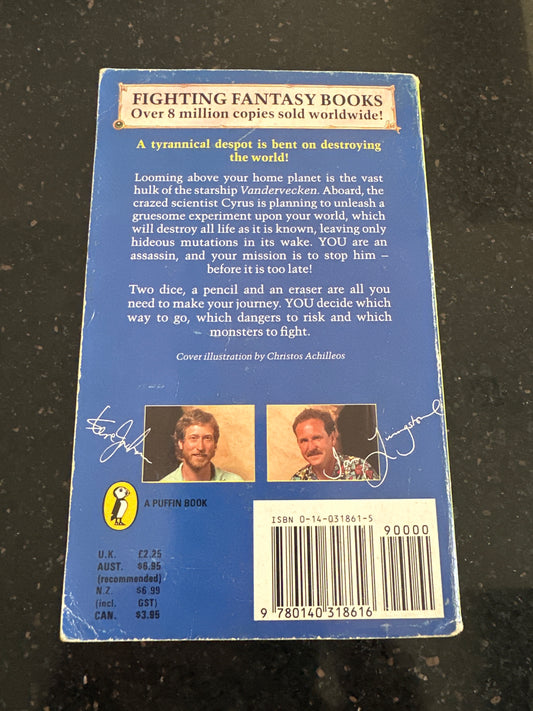 FIGHTING FANTASY BOOKS
Over 8 million copies sold worldwide!
A tyrannical despot is bent on destroying
the world!
Looming above your home planet is the vast
hulk of the starship Vandervecken. Aboard, the
crazed scientist Cyrus is planning to unleash a
gruesome experiment upon your world, which
will destroy all life as it is known, leaving only
hideous mutations in its wake. YOU are an
assassin, and your mission is to stop him –
before it is too late!
Two dice, a pencil and an eraser are all you
need to make your journey. YOU decide which
way to go, which dangers to risk and which
monsters to fight.
Cover illustration by Christos Achilleos
Steve Jackson
Ian Livingstone
A PUFFIN BOOK
ISBN 0-14-031861-5
90000
9 780140 318616
U.K. £2.25
AUST. $6.95
(recommended)
N.Z. $6.99
(incl. GST)
CAN. $3.95